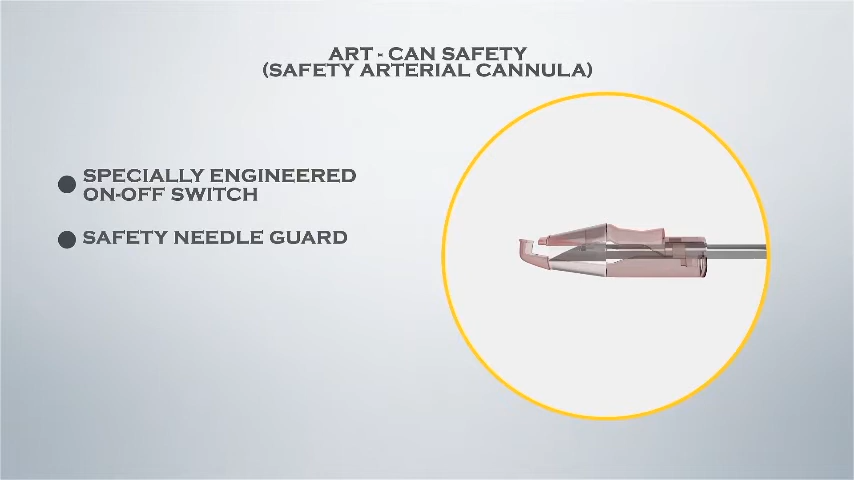 ART - CAN SAFETY
(SAFETY ARTERIAL CANNULA)
SPECIALLY ENGINEERED
ON-OFF SWITCH
SAFETY NEEDLE GUARD